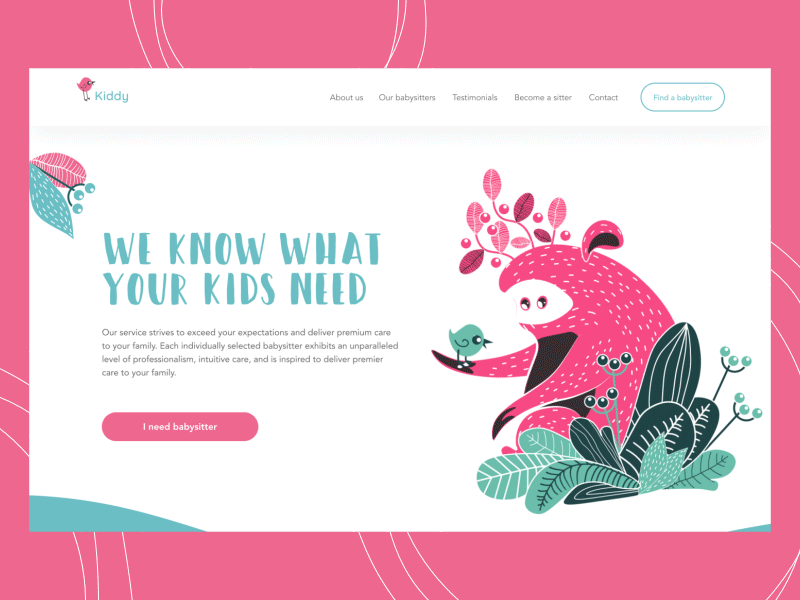 Kiddy
About us Our babysitters Testimonials Become a sitter Contact Find a babysitter
WE KNOW WHAT
YOUR KIDS NEED
Our service strives to exceed your expectations and deliver premium care
to your family. Each individually selected babysitter exhibits an unparalleled
level of professionalism, intuitive care, and is inspired to deliver premier
care to your family.
I need babysitter